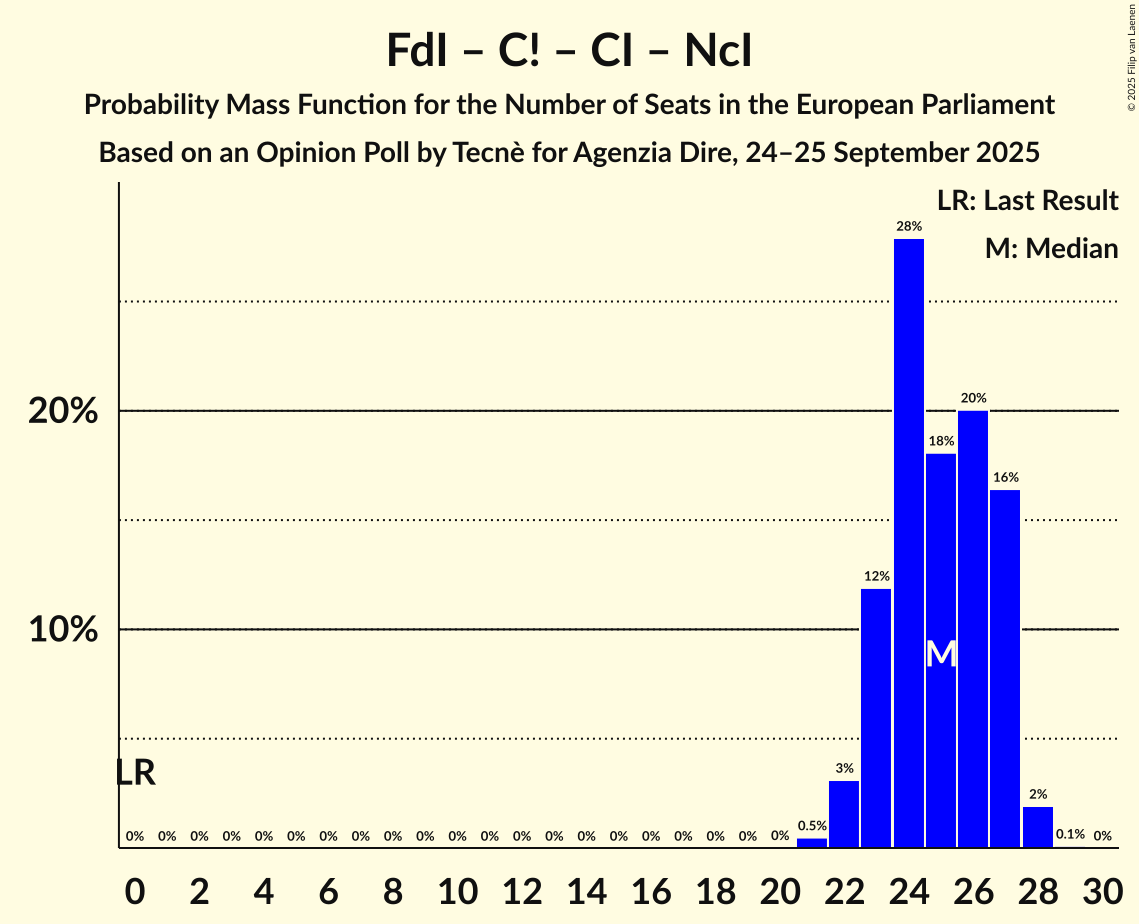 FdI – C! – CI – NcI
Probability Mass Function for the Number of Seats in the European Parliament
Based on an Opinion Poll by Tecnè for Agenzia Dire, 24–25 September 2025
© 2025 Filip van Laenen
LR: Last Result
M: Median
28%
20%
20%
18%
16%
12%
10%
M
LR
3%
2%
0% 0% 0% 0% 0% 0% 0% 0% 0% 0% 0% 0% 0% 0% 0% 0% 0% 0% 0% 0% 0% 0.5% 0.1% 0%
0 2 4 6 8 10 12 14 16 18 20 22 24 26 28 30